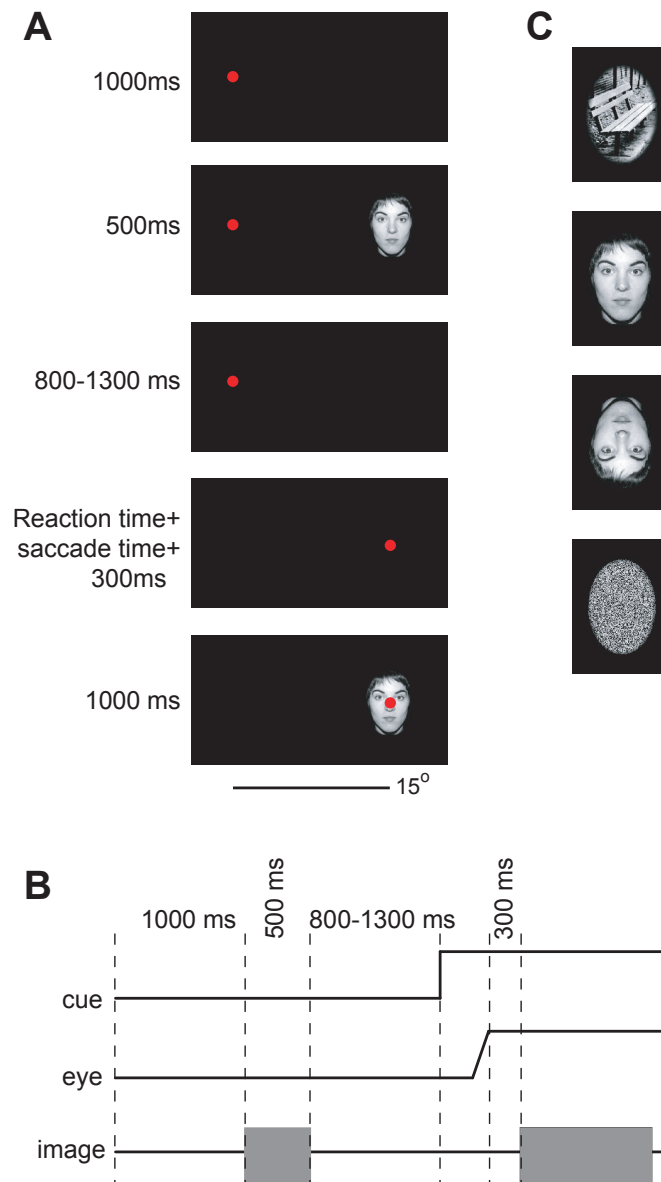 A
C
1000ms
500ms
800-1300 ms
Reaction time+
saccade time+
300ms
1000 ms
15°
B
1000 ms
500 ms
800-1300 ms
300 ms
cue
eye
image